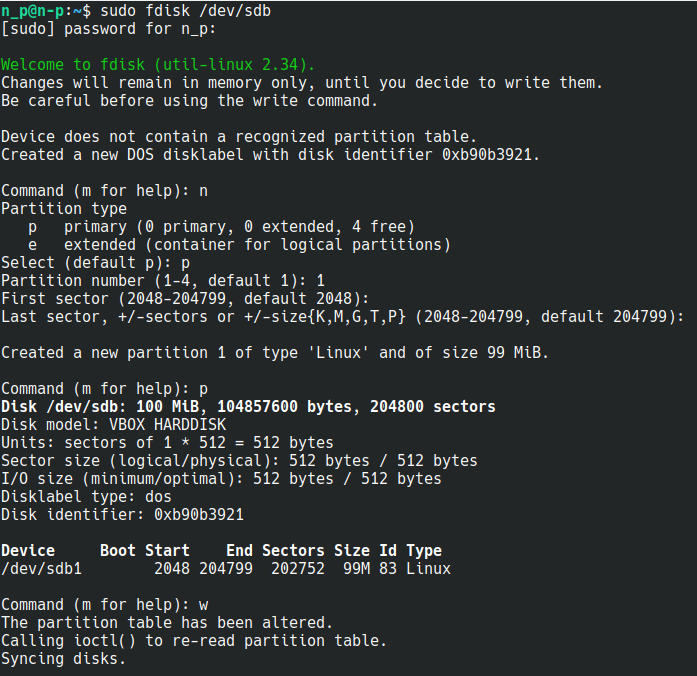 n_p@n-p:~$ sudo fdisk /dev/sdb
[sudo] password for n_p:
Welcome to fdisk (util-linux 2.34).
Changes will remain in memory only, until you decide to write them.
Be careful before using the write command.
Device does not contain a recognized partition table.
Created a new DOS disklabel with disk identifier 0xb90b3921.
Command (m for help): n
Partition type
   p   primary (0 primary, 0 extended, 4 free)
   e   extended (container for logical partitions)
Select (default p): p
Partition number (1-4, default 1): 1
First sector (2048-204799, default 2048):
Last sector, +/-sectors or +/-size{K,M,G,T,P} (2048-204799, default 204799):
Created a new partition 1 of type 'Linux' and of size 99 MiB.
Command (m for help): p
Disk /dev/sdb: 100 MiB, 104857600 bytes, 204800 sectors
Disk model: VBOX HARDDISK
Units: sectors of 1 * 512 = 512 bytes
Sector size (logical/physical): 512 bytes / 512 bytes
I/O size (minimum/optimal): 512 bytes / 512 bytes
Disklabel type: dos
Disk identifier: 0xb90b3921
Device     Boot Start    End Sectors Size Id Type
/dev/sdb1        2048 204799  202752  99M 83 Linux
Command (m for help): w
The partition table has been altered.
Calling ioctl() to re-read partition table.
Syncing disks.